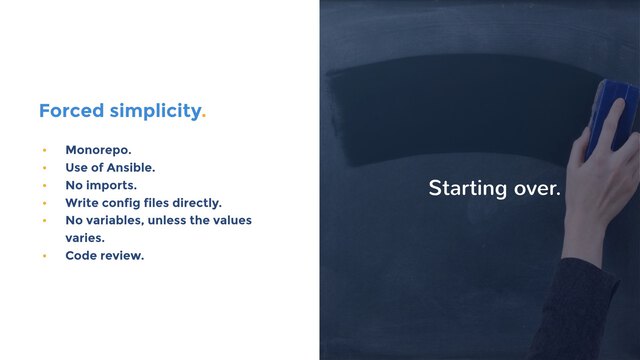 Forced simplicity.
• Monorepo.
• Use of Ansible.
• No imports.
• Write config files directly.
• No variables, unless the values
varies.
• Code review.
Starting over.